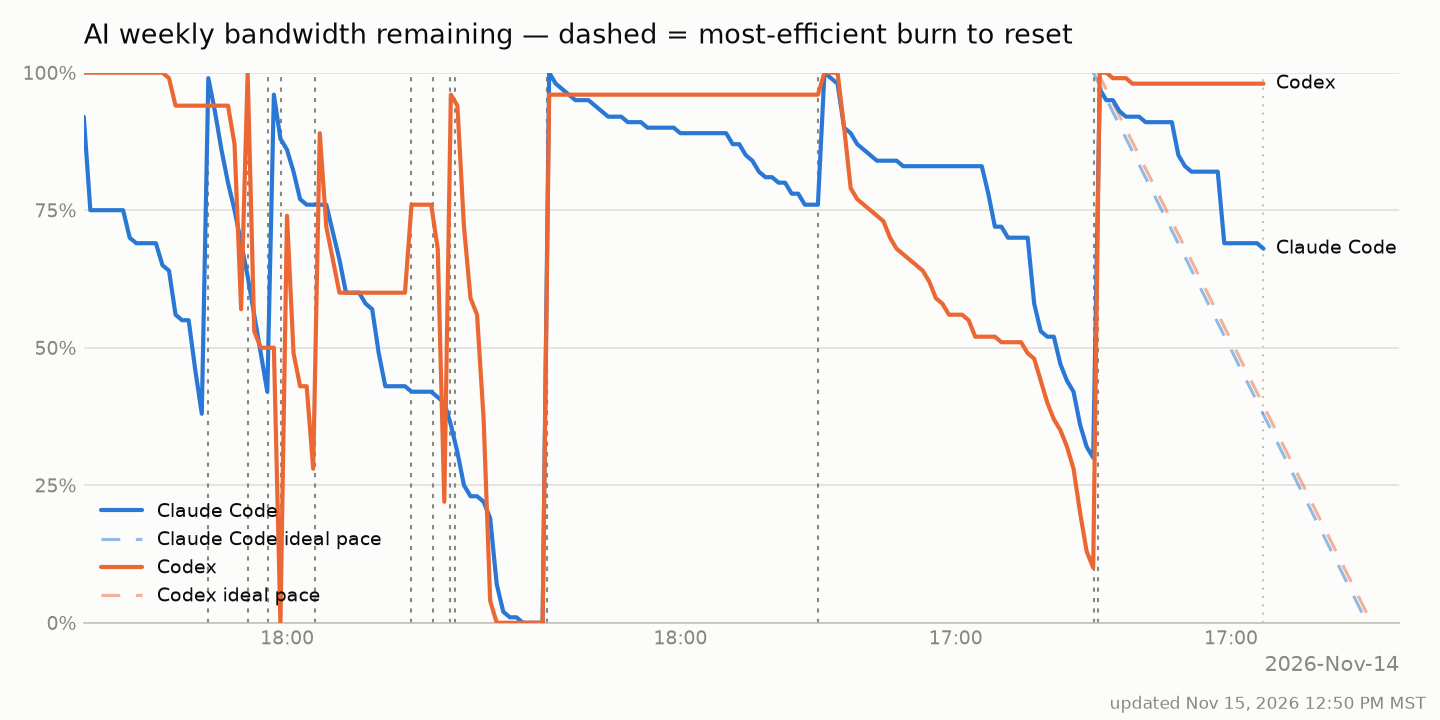 AI weekly bandwidth remaining — dashed = most-efficient burn to reset
100%
75%
50%
25%
0%
Codex
Claude Code
Claude Code
Claude Code ideal pace
Codex
Codex ideal pace
18:00
18:00
17:00
17:00
2026-Nov-14
updated Nov 15, 2026 12:50 PM MST